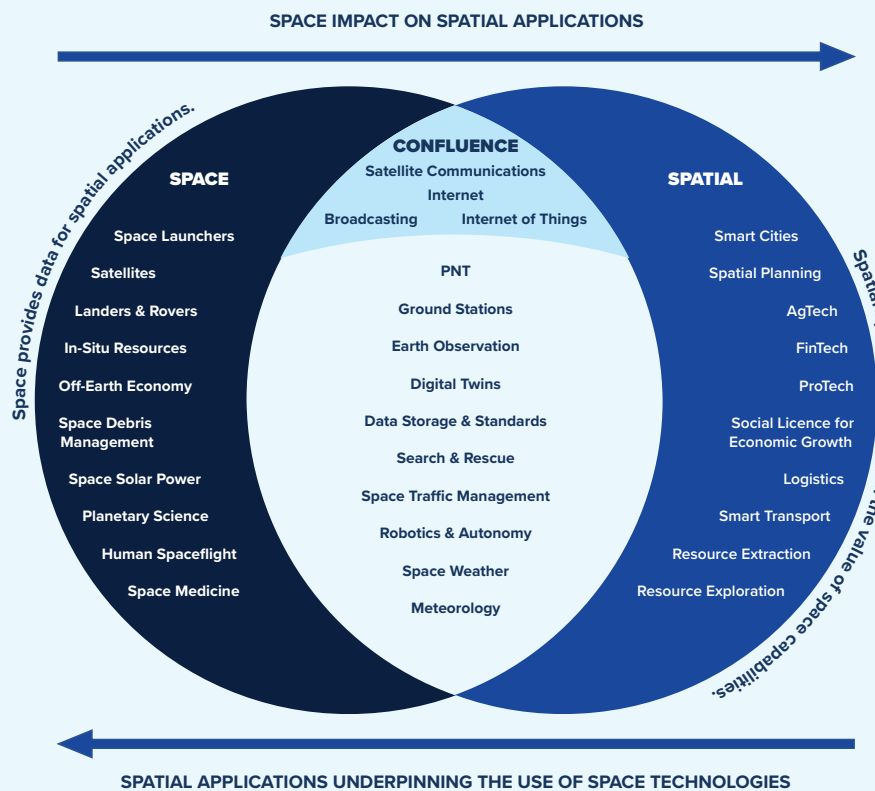 SPACE IMPACT ON SPATIAL APPLICATIONS
Space provides data for spatial applications.
SPACE
Space Launchers
Satellites
Landers & Rovers
In-Situ Resources
Off-Earth Economy
Space Debris
Management
Space Solar Power
Planetary Science
Human Spaceflight
Space Medicine
CONFLUENCE
Satellite Communications
Internet
Broadcasting Internet of Things
PNT
Ground Stations
Earth Observation
Digital Twins
Data Storage & Standards
Search & Rescue
Space Traffic Management
Robotics & Autonomy
Space Weather
Meteorology
SPATIAL
Smart Cities
Spatial Planning
AgTech
FinTech
ProTech
Social Licence for
Economic Growth
Logistics
Smart Transport
Resource Extraction
Resource Exploration
Spatial
the value of space capabilities.
SPATIAL APPLICATIONS UNDERPINNING THE USE OF SPACE TECHNOLOGIES